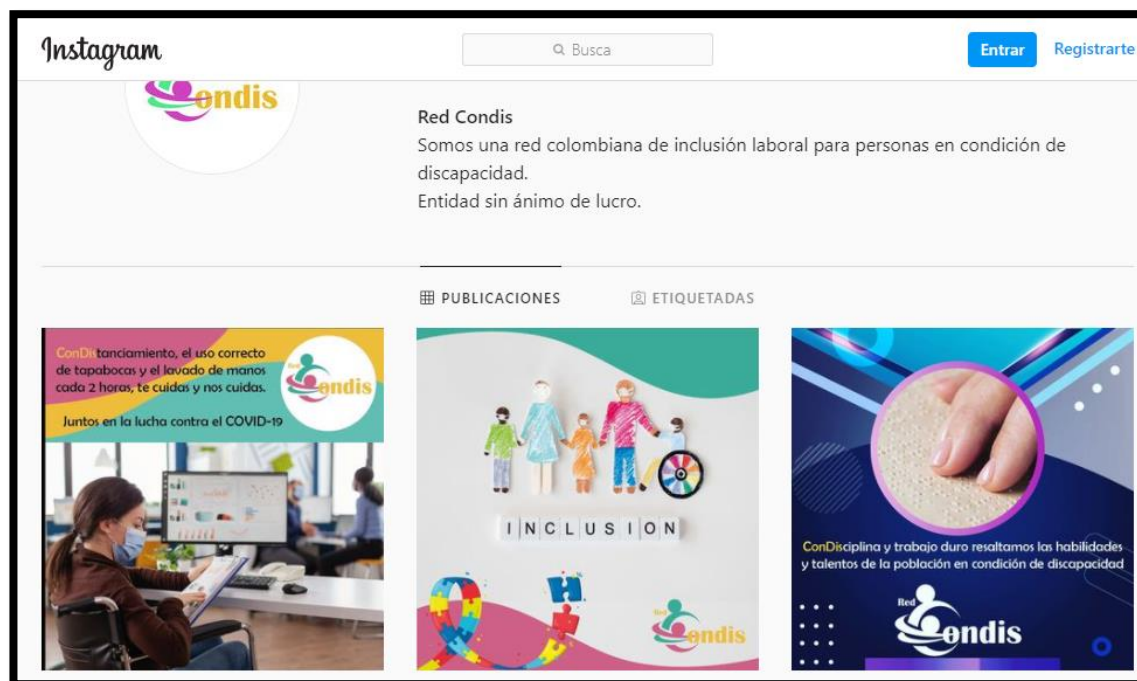 Instagram
Busca
Entrar
Registrarte
Condis
Red Condis
Somos una red colombiana de inclusión laboral para personas en condición de
discapacidad.
Entidad sin ánimo de lucro.
PUBLICACIONES
ETIQUETADAS
ConDistanciamiento, el uso correcto
de tapabocas y el lavado de manos
cada 2 horas, te cuidas y nos cuidas.
Juntos en la lucha contra el COVID-19
Red
Condis
INCLUSION
Red
Condis
ConDisciplina y trabajo duro resaltamos las habilidades
y talentos de la población en condición de discapacidad
Red
Condis